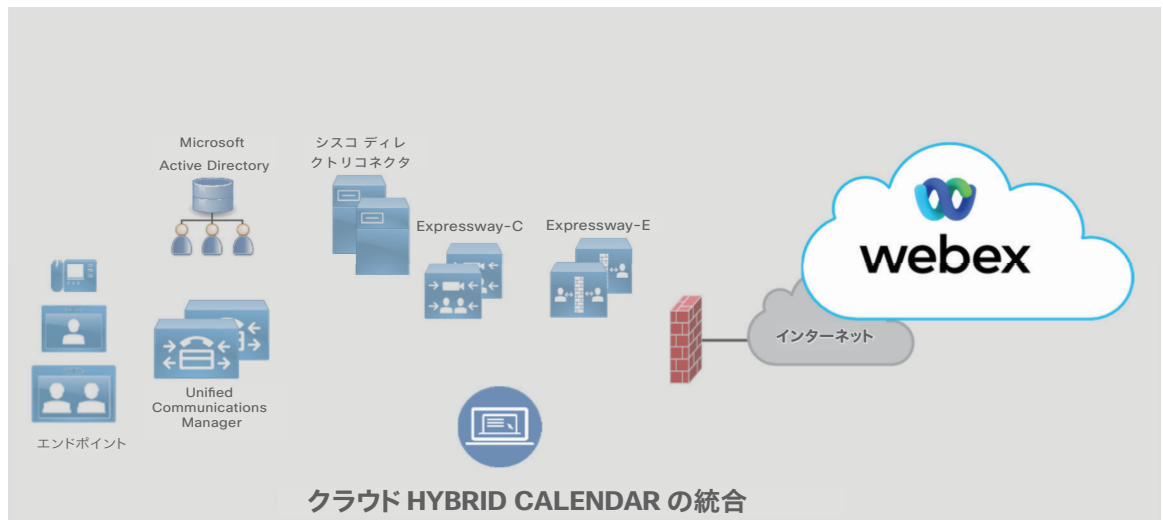 Microsoft
Active Directory
シスコ ディレ
クトリコネクタ
Expressway-C
Expressway-E
webex
インターネット
Unified
Communications
Manager
エンドポイント
クラウド HYBRID CALENDAR の統合